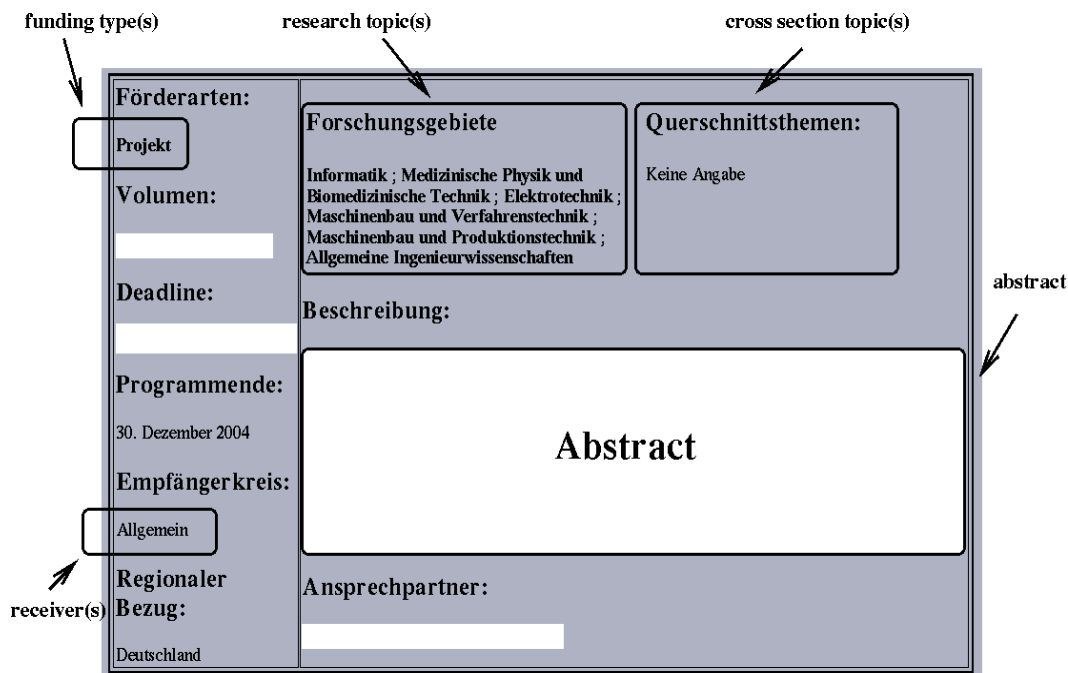 funding type(s)
research topic(s)
cross section topic(s)
Förderarten:
Projekt
Volumen:
Deadline:
Programmende:
30. Dezember 2004
Empfängerkreis:
Allgemein
Regionaler
Bezug:
Deutschland
receiver(s)
Forschungsgebiete
Informatik ; Medizinische Physik und
Biomedizinische Technik ; Elektrotechnik ;
Maschinenbau und Verfahrenstechnik ;
Maschinenbau und Produktionstechnik ;
Allgemeine Ingenieurwissenschaften
Querschnittsthemen:
Keine Angabe
Beschreibung:
Abstract
abstract
Ansprechpartner: